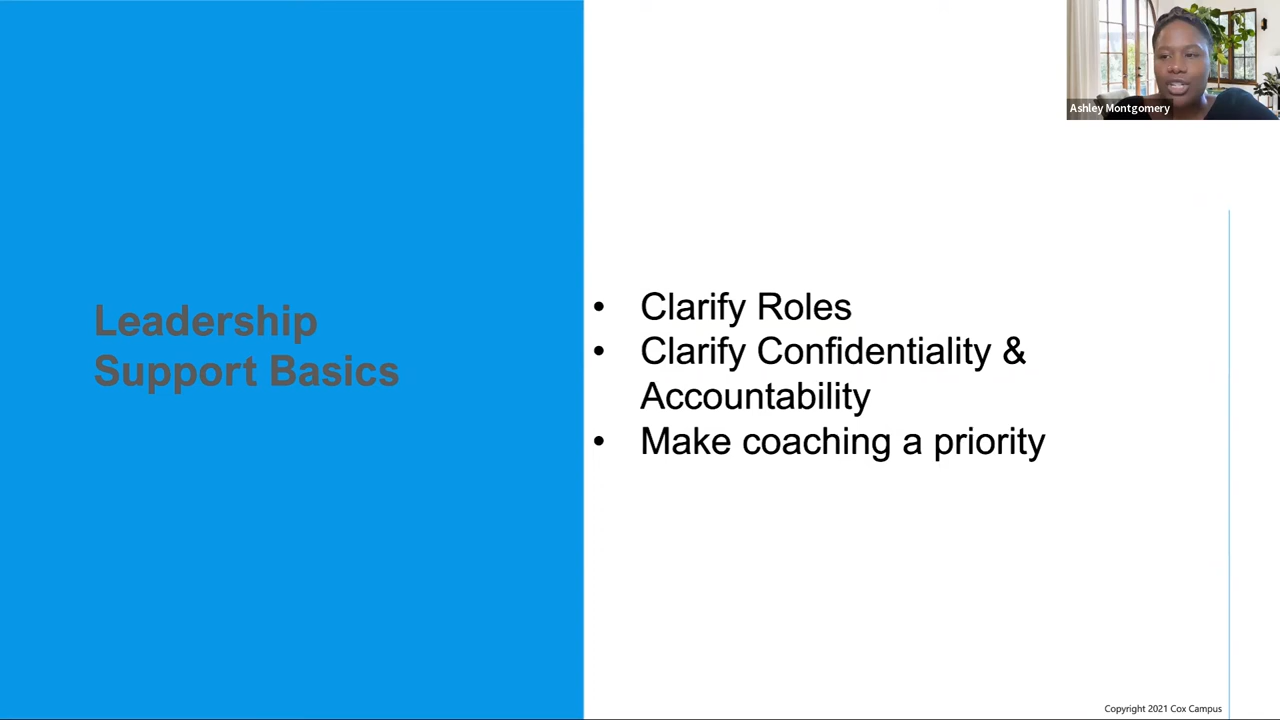 Ashley Montgomery
Leadership
Support Basics
• Clarify Roles
• Clarify Confidentiality &
Accountability
• Make coaching a priority
Copyright 2021 Cox Campus